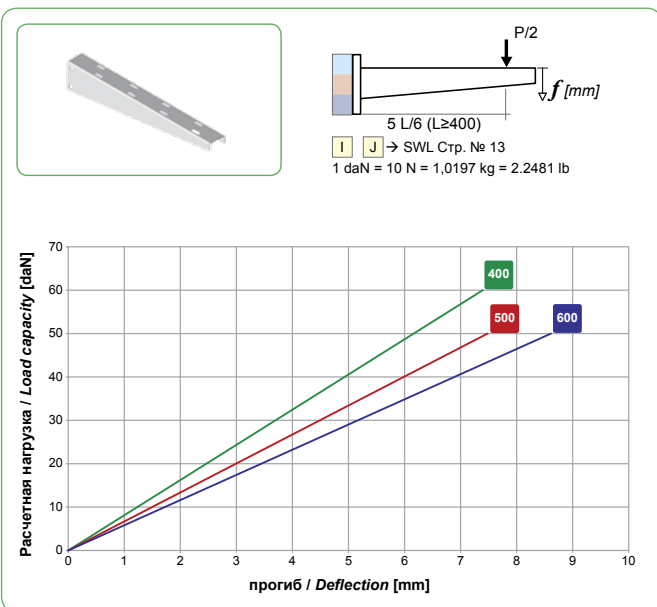 P/2
f [mm]
5 L/6 (L≥400)
I J → SWL Стр. № 13
1 daN = 10 N = 1,0197 kg = 2.2481 lb
Расчетная нагрузка / Load capacity [daN]
70
60
50
40
30
20
10
0
400
500
600
0 1 2 3 4 5 6 7 8 9 10
прогиб / Deflection [mm]